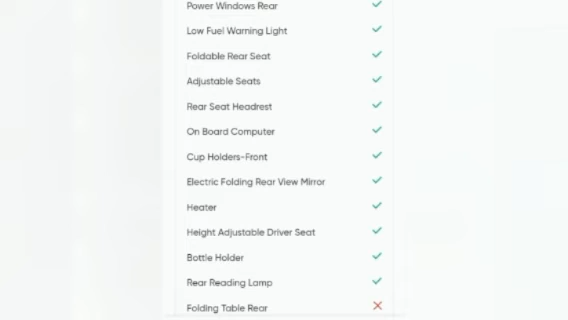 Power Windows Rear
Low Fuel Warning Light
Foldable Rear Seat
Adjustable Seats
Rear Seat Headrest
On Board Computer
Cup Holders-Front
Electric Folding Rear View Mirror
Heater
Height Adjustable Driver Seat
Bottle Holder
Rear Reading Lamp
Folding Table Rear